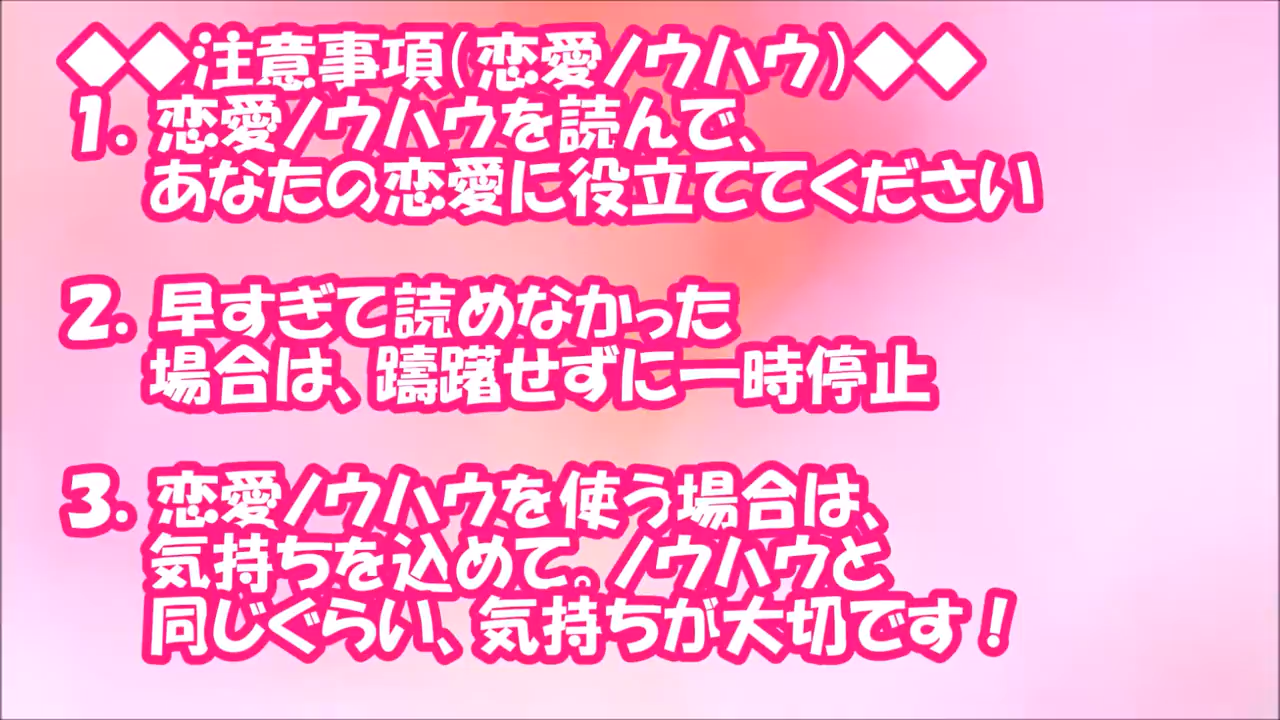 ◆◆注意事項(恋愛ノウハウ)◆◆
1. 恋愛ノウハウを読んで、
あなたの恋愛に役立ててください
2. 早すぎて読めなかった
場合は、躊躇せずに一時停止
3. 恋愛ノウハウを使う場合は、
気持ちを込めて。ノウハウと
同じぐらい、気持ちが大切です!